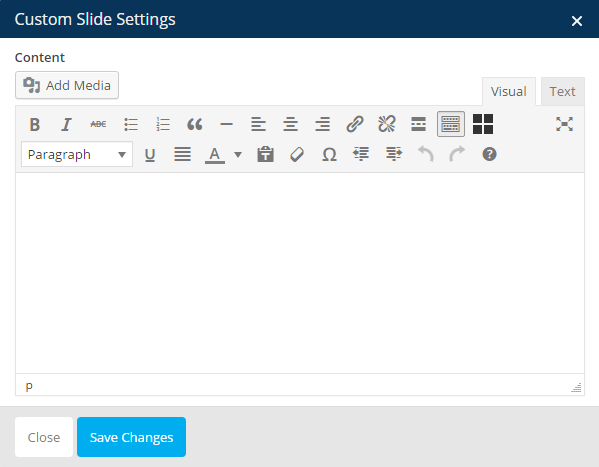 Custom Slide Settings ×
Content
Add Media
Visual Text
B I ABC
Paragraph U A T Ω ?
p
Close Save Changes